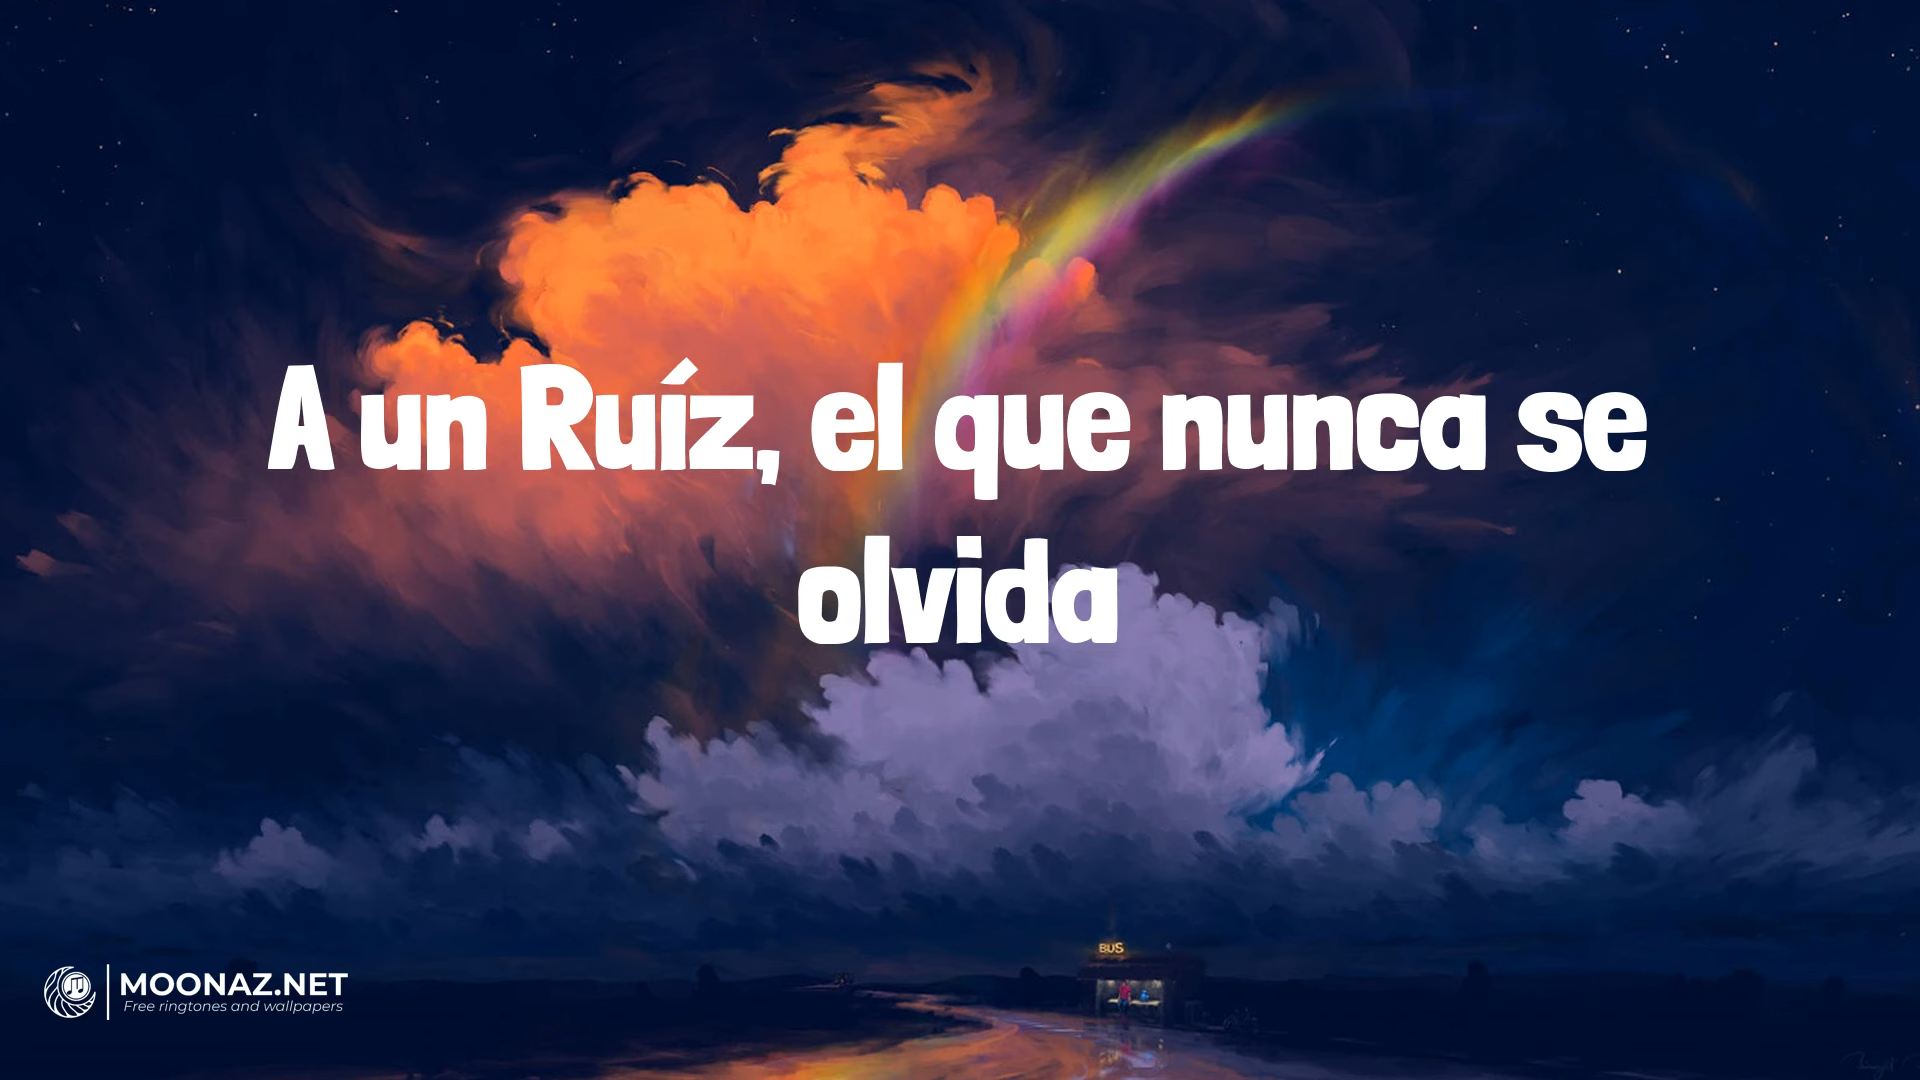 A un Ruíz, el que nunca se
olvida
BUS
MOONAZ.NET
Free ringtones and wallpapers